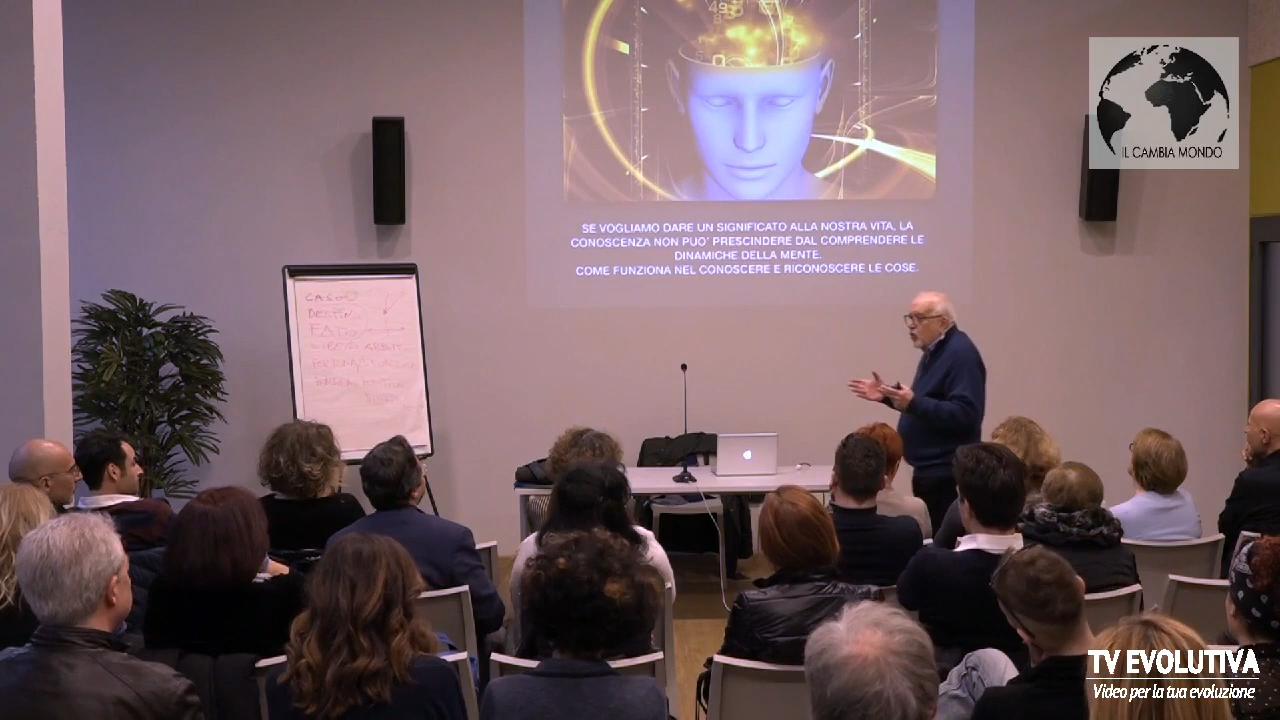 49
IL CAMBIA MONDO
SE VOGLIAMO DARE UN SIGNIFICATO ALLA NOSTRA VITA, LA
CONOSCENZA NON PUO' PRESCINDERE DAL COMPRENDERE LE
DINAMICHE DELLA MENTE.
COME FUNZIONA NEL CONOSCERE E RICONOSCERE LE COSE.
CASO
DESTIN
FATO
TV EVOLUTIVA
Video per la tua evoluzione